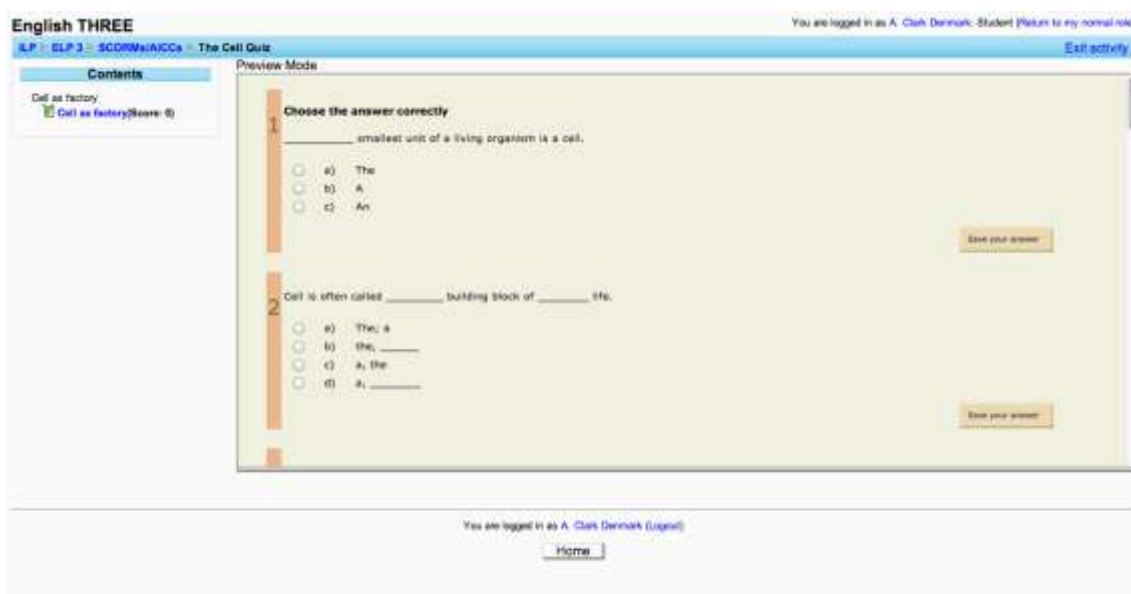 English THREE
You are logged in as A. Clark Denmark: Student (Return to my normal role
ILP ELP 3 SCORMs/AICCs The Cell Quiz
Exit activity
Contents
Preview Mode
Cell as factory
Cell as factory(Score: 0)
1
Choose the answer correctly
____________ smallest unit of a living organism is a cell.
a) The
b) A
c) An
Save your answer
2
Cell is often called ________ building block of _______ life.
a) The; a
b) the, ______
c) a, the
d) a, ________
Save your answer
You are logged in as A. Clark Denmark (Logout)
Home